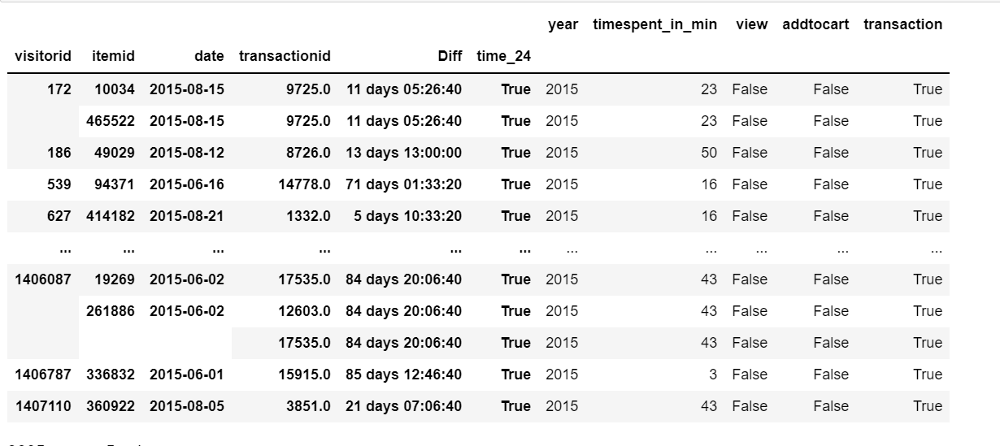 year timespent_in_min view addtocart transaction
visitorid itemid date transactionid Diff time_24
172 10034 2015-08-15 9725.0 11 days 05:26:40 True 2015 23 False False True
465522 2015-08-15 9725.0 11 days 05:26:40 True 2015 23 False False True
186 49029 2015-08-12 8726.0 13 days 13:00:00 True 2015 50 False False True
539 94371 2015-06-16 14778.0 71 days 01:33:20 True 2015 16 False False True
627 414182 2015-08-21 1332.0 5 days 10:33:20 True 2015 16 False False True
... ... ... ... ... ... ... ... ... ... ...
1406087 19269 2015-06-02 17535.0 84 days 20:06:40 True 2015 43 False False True
261886 2015-06-02 12603.0 84 days 20:06:40 True 2015 43 False False True
17535.0 84 days 20:06:40 True 2015 43 False False True
1406787 336832 2015-06-01 15915.0 85 days 12:46:40 True 2015 3 False False True
1407110 360922 2015-08-05 3851.0 21 days 07:06:40 True 2015 43 False False True